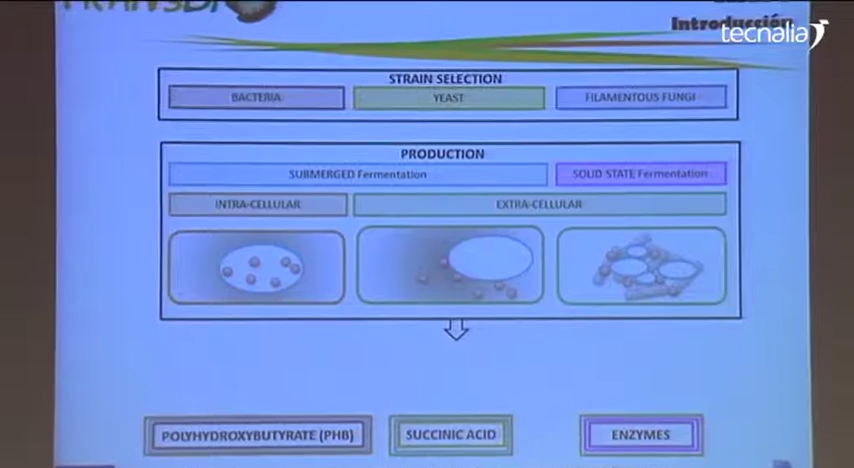 Introducción
tecnalia
STRAIN SELECTION
BACTERIA YEAST FILAMENTOUS FUNGI
PRODUCTION
SUBMERGED Fermentation SOLID STATE Fermentation
INTRA-CELLULAR EXTRA-CELLULAR
POLYHYDROXYBUTYRATE (PHB) SUCCINIC ACID ENZYMES